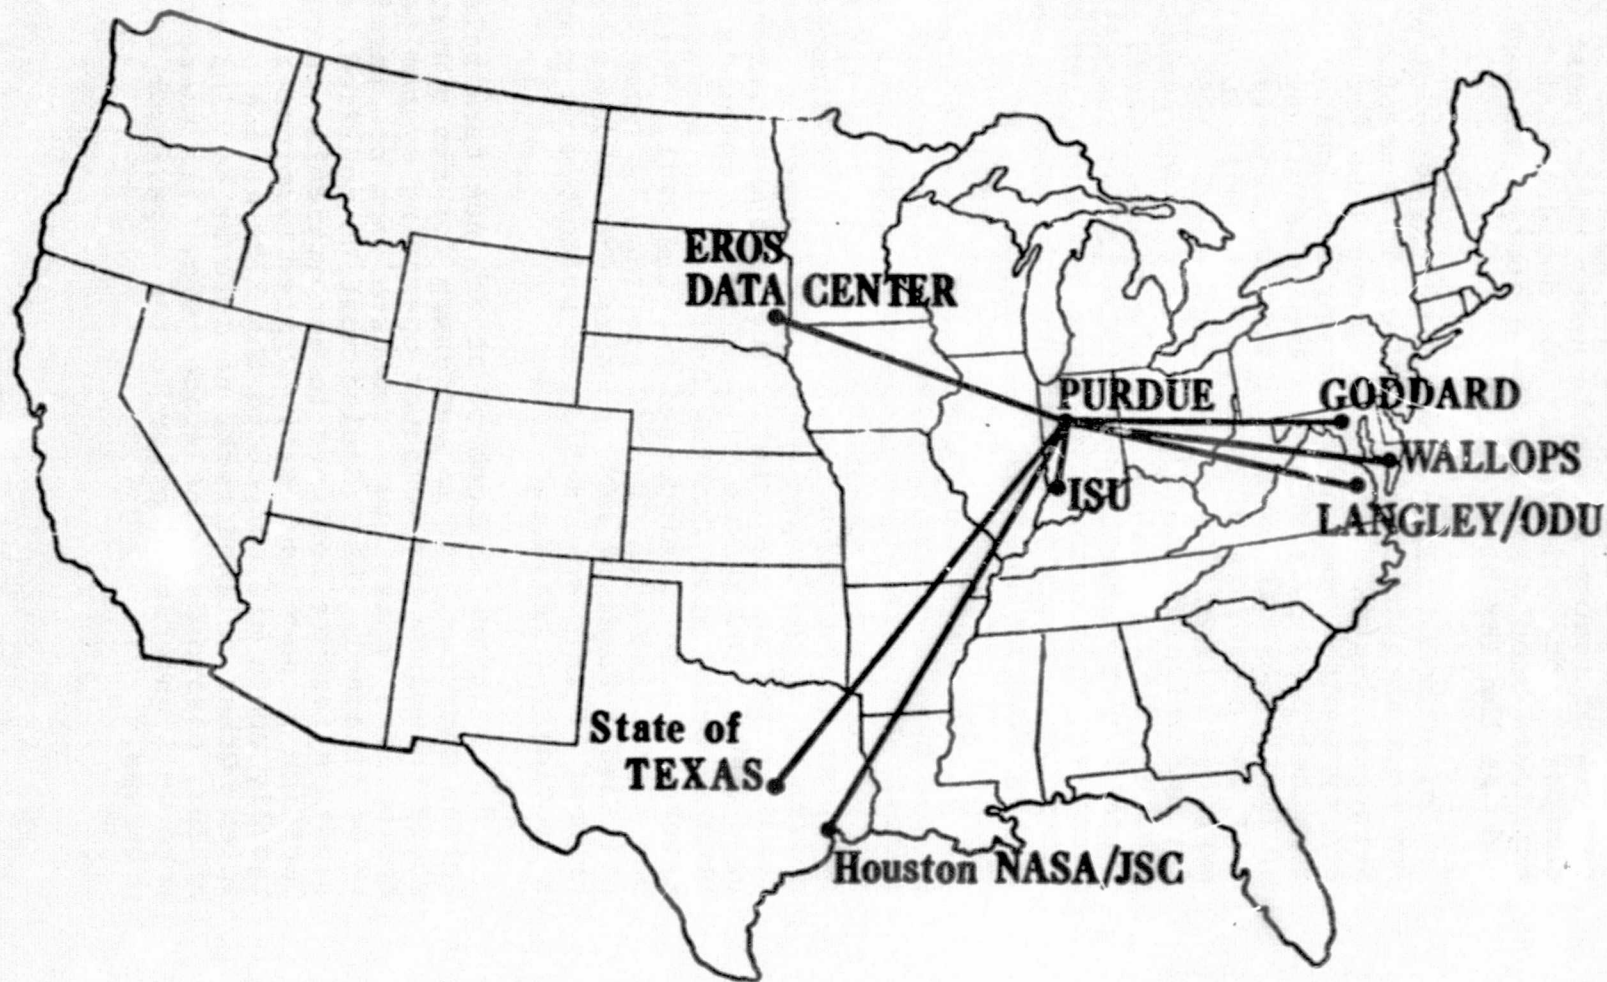 EROS
DATA CENTER
PURDUE
GODDARD
WALLOPS
ISU
LANGLEY/ODU
State of
TEXAS
Houston NASA/JSC